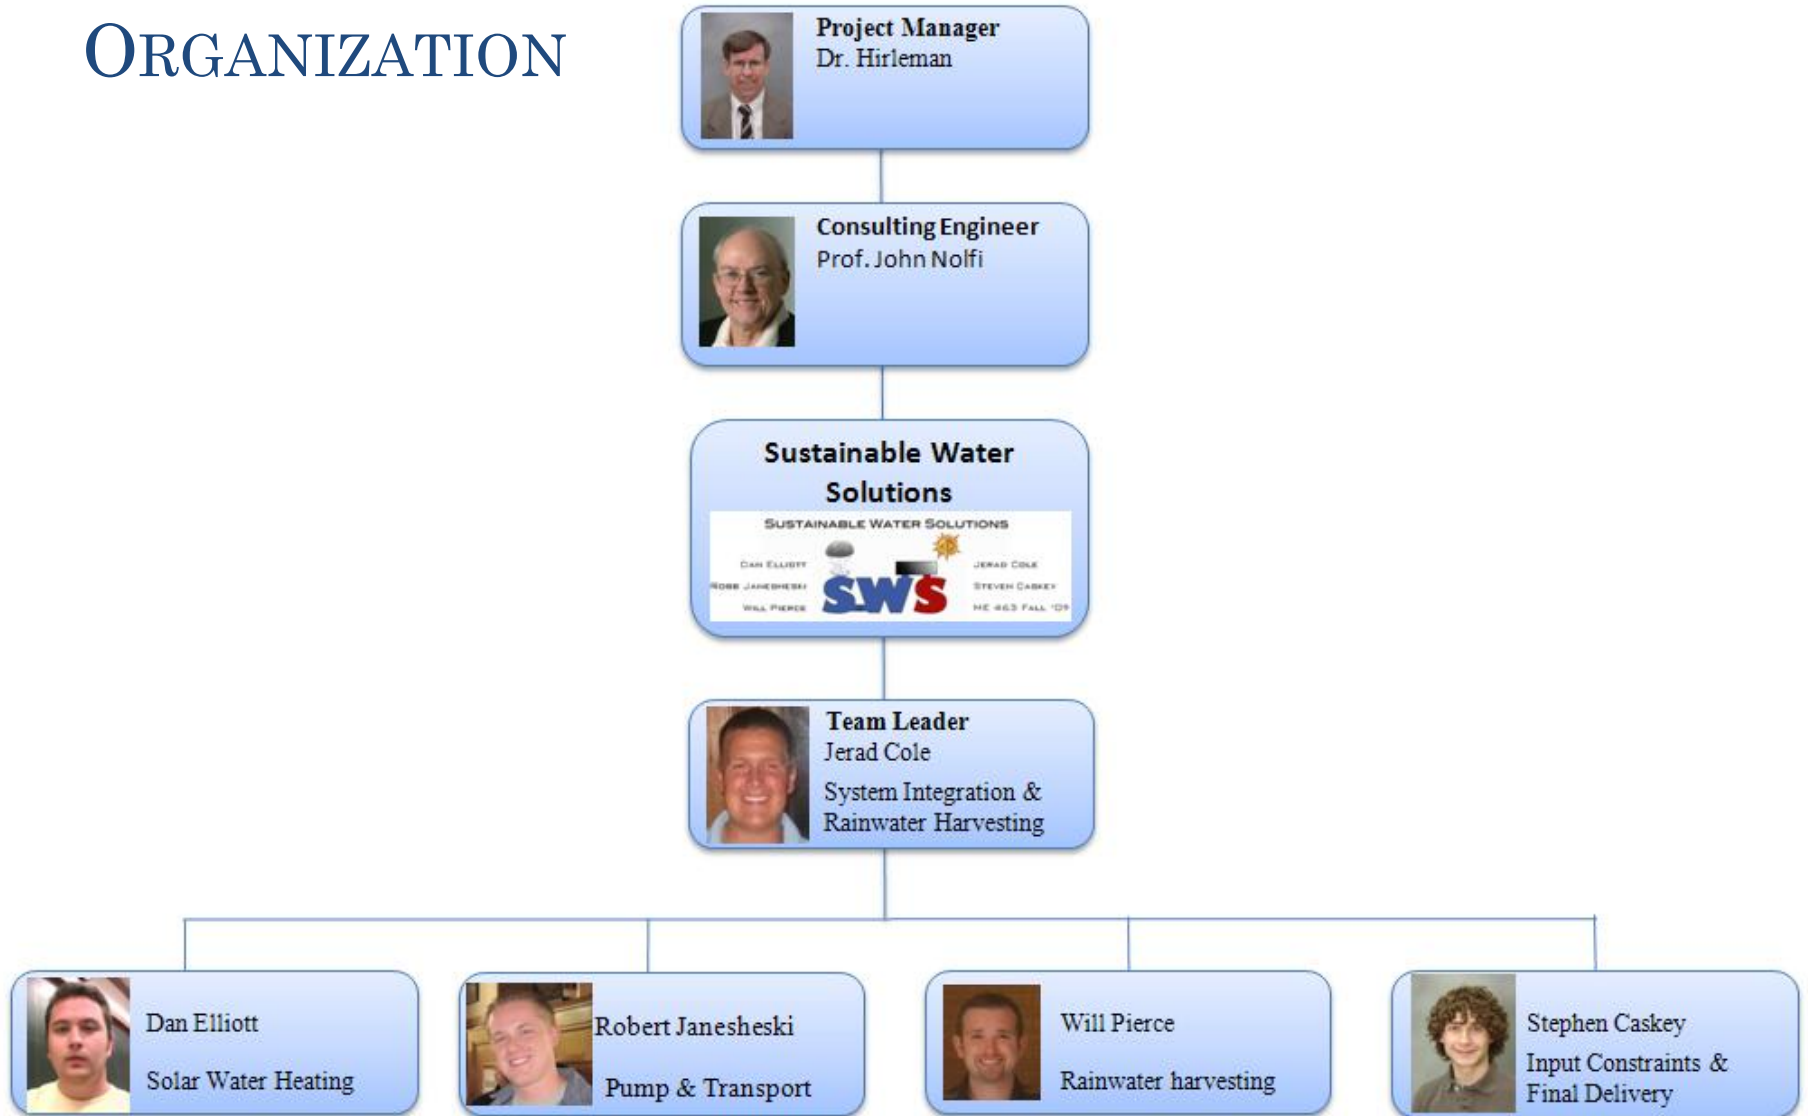 ORGANIZATION
Project Manager
Dr. Hirleman
Consulting Engineer
Prof. John Nolfi
Sustainable Water
Solutions
SUSTAINABLE WATER SOLUTIONS
DAN ELLIOTT
ROBB JANESHESKI
WILL PIERCE
SWS
JERAD COLE
STEVEN CASKEY
ME 463 FALL '09
Team Leader
Jerad Cole
System Integration &
Rainwater Harvesting
Dan Elliott
Solar Water Heating
Robert Janesheski
Pump & Transport
Will Pierce
Rainwater harvesting
Stephen Caskey
Input Constraints &
Final Delivery